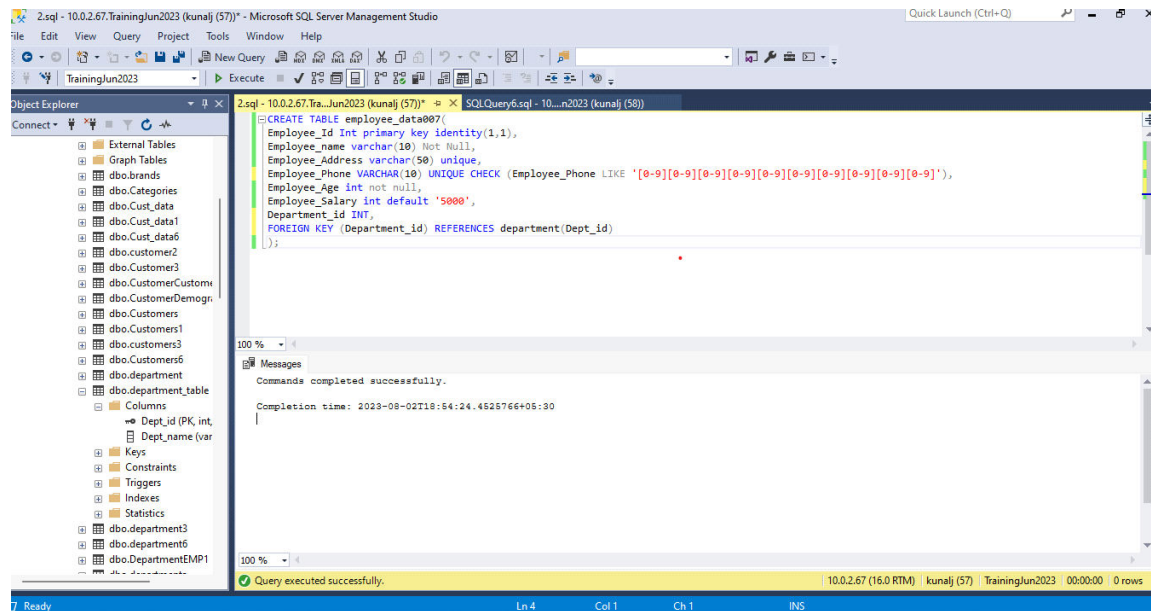 2.sql - 10.0.2.67.TrainingJun2023 (kunalj (57))* - Microsoft SQL Server Management Studio
Quick Launch (Ctrl+Q)
File Edit View Query Project Tools Window Help
New Query
TrainingJun2023 Execute
Object Explorer
Connect
External Tables
Graph Tables
dbo.brands
dbo.Categories
dbo.Cust_data
dbo.Cust_data1
dbo.Cust_data6
dbo.customer2
dbo.Customer3
dbo.CustomerCustome
dbo.CustomerDemogr
dbo.Customers
dbo.Customers1
dbo.customers3
dbo.Customers6
dbo.department
dbo.department_table
Columns
Dept_id (PK, int,
Dept_name (var
Keys
Constraints
Triggers
Indexes
Statistics
dbo.department3
dbo.department6
dbo.DepartmentEMP1
2.sql - 10.0.2.67.Tra...Jun2023 (kunalj (57))* SQLQuery6.sql - 10....n2023 (kunalj (58))
CREATE TABLE employee_data007(
Employee_Id Int primary key identity(1,1),
Employee_name varchar(10) Not Null,
Employee_Address varchar(50) unique,
Employee_Phone VARCHAR(10) UNIQUE CHECK (Employee_Phone LIKE '[0-9][0-9][0-9][0-9][0-9][0-9][0-9][0-9][0-9][0-9]'),
Employee_Age int not null,
Employee_Salary int default '5000',
Department_id INT,
FOREIGN KEY (Department_id) REFERENCES department(Dept_id)
);
100 %
Messages
Commands completed successfully.
Completion time: 2023-08-02T18:54:24.4525766+05:30
100 %
Query executed successfully. 10.0.2.67 (16.0 RTM) kunalj (57) TrainingJun2023 00:00:00 0 rows
Ready Ln 4 Col 1 Ch 1 INS